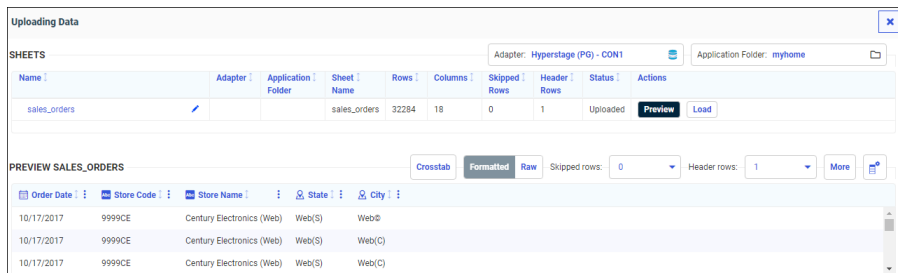 Uploading Data
SHEETS
Adapter: Hyperstage (PG) - CON1
Application Folder: myhome
Name Adapter Application Folder Sheet Name Rows Columns Skipped Rows Header Rows Status Actions
sales_orders sales_orders 32284 18 0 1 Uploaded Preview Load
PREVIEW SALES_ORDERS Crosstab Formatted Raw Skipped rows: 0 Header rows: 1 More
Order Date Abc Store Code Abc Store Name State City
10/17/2017 9999CE Century Electronics (Web) Web(S) Web©
10/17/2017 9999CE Century Electronics (Web) Web(S) Web(C)
10/17/2017 9999CE Century Electronics (Web) Web(S) Web(C)